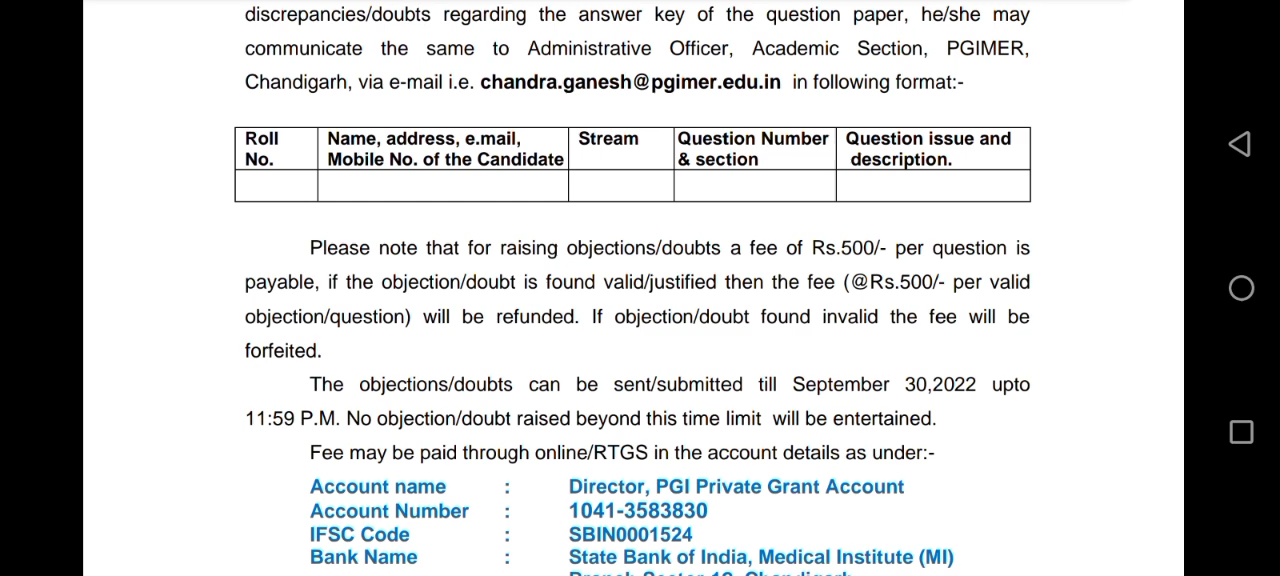 discrepancies/doubts regarding the answer key of the question paper, he/she may
communicate the same to Administrative Officer, Academic Section, PGIMER,
Chandigarh, via e-mail i.e. chandra.ganesh@pgimer.edu.in in following format:-
Roll No. Name, address, e.mail, Mobile No. of the Candidate Stream Question Number & section Question issue and description.
Please note that for raising objections/doubts a fee of Rs.500/- per question is
payable, if the objection/doubt is found valid/justified then the fee (@Rs.500/- per valid
objection/question) will be refunded. If objection/doubt found invalid the fee will be
forfeited.
The objections/doubts can be sent/submitted till September 30,2022 upto
11:59 P.M. No objection/doubt raised beyond this time limit will be entertained.
Fee may be paid through online/RTGS in the account details as under:-
Account name : Director, PGI Private Grant Account
Account Number : 1041-3583830
IFSC Code : SBIN0001524
Bank Name : State Bank of India, Medical Institute (MI)